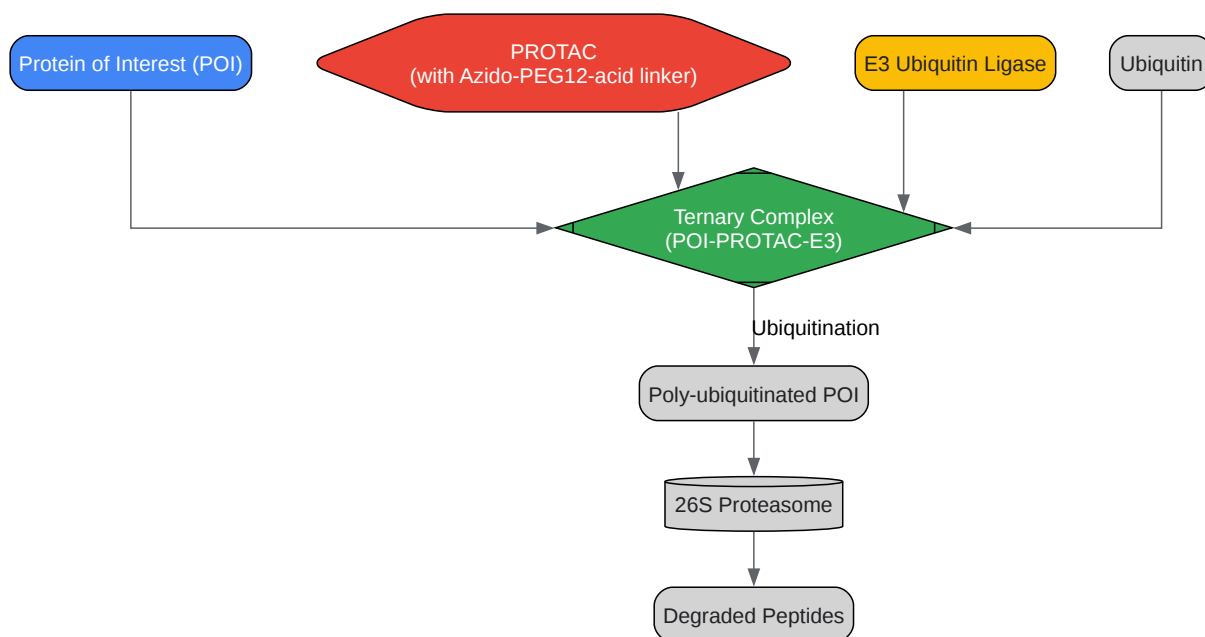 Protein of Interest (POI)
PROTAC
(with Azido-PEG12-acid linker)
E3 Ubiquitin Ligase
Ubiquitin
Ternary Complex
(POI-PROTAC-E3)
Ubiquitination
Poly-ubiquitinated POI
26S Proteasome
Degraded Peptides